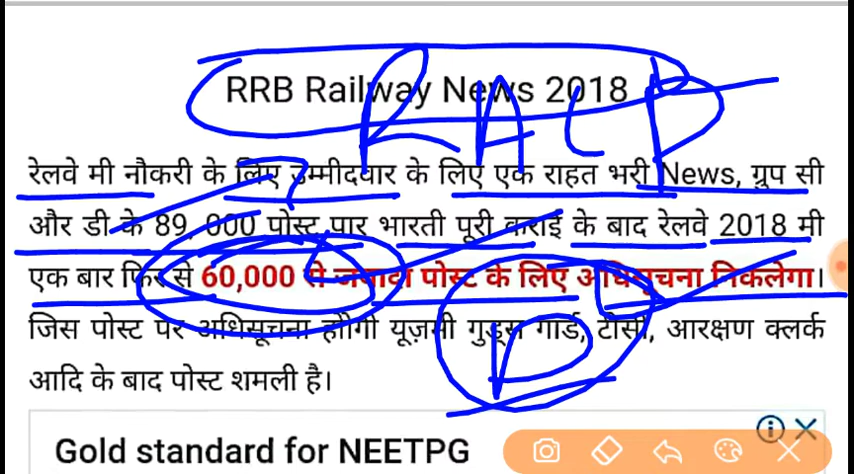 RRB Railway News 2018
RALP
रेलवे मी नौकरी के लिए उम्मीदवार के लिए एक राहत भरी News, ग्रुप सी
और डी के 89, 000 पोस्ट पार भारती पूरी कराई के बाद रेलवे 2018 मी
एक बार फिर से 60,000 से ज्यादा पोस्ट के लिए अधिसूचना निकलेगा।
जिस पोस्ट पर अधिसूचना होगी यूज़मी गुड्स गार्ड, टीसी, आरक्षण क्लर्क
आदि के बाद पोस्ट शमली है।
D
Gold standard for NEETPG